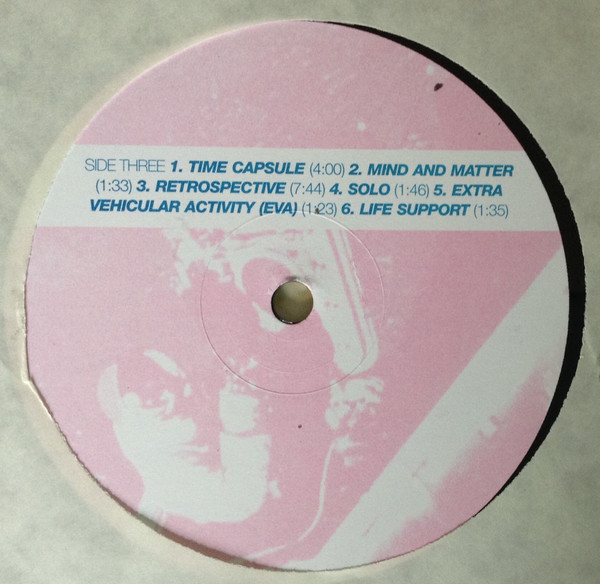 SIDE THREE 1. TIME CAPSULE (4:00) 2. MIND AND MATTER
(1:33) 3. RETROSPECTIVE (7:44) 4. SOLO (1:46) 5. EXTRA
VEHICULAR ACTIVITY (EVA) (1:23) 6. LIFE SUPPORT (1:35)